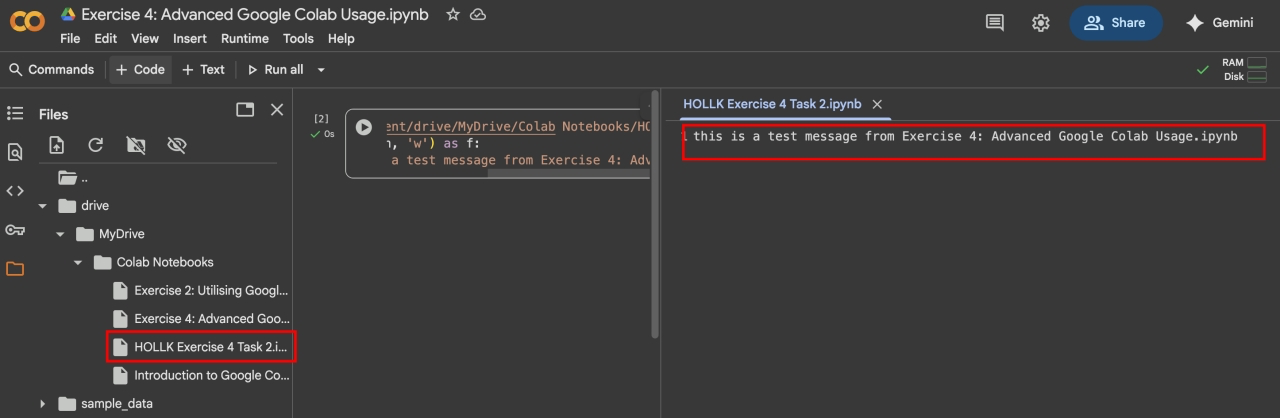 Exercise 4: Advanced Google Colab Usage.ipynb
File Edit View Insert Runtime Tools Help
Share
Gemini
Commands + Code + Text Run all
RAM
Disk
Files
..
drive
MyDrive
Colab Notebooks
Exercise 2: Utilising Googl...
Exercise 4: Advanced Goo...
HOLLK Exercise 4 Task 2.i...
Introduction to Google Co...
sample_data
[2]
0s
ent/drive/MyDrive/Colab Notebooks/HO
, 'w') as f:
a test message from Exercise 4: Adv
HOLLK Exercise 4 Task 2.ipynb
1 this is a test message from Exercise 4: Advanced Google Colab Usage.ipynb